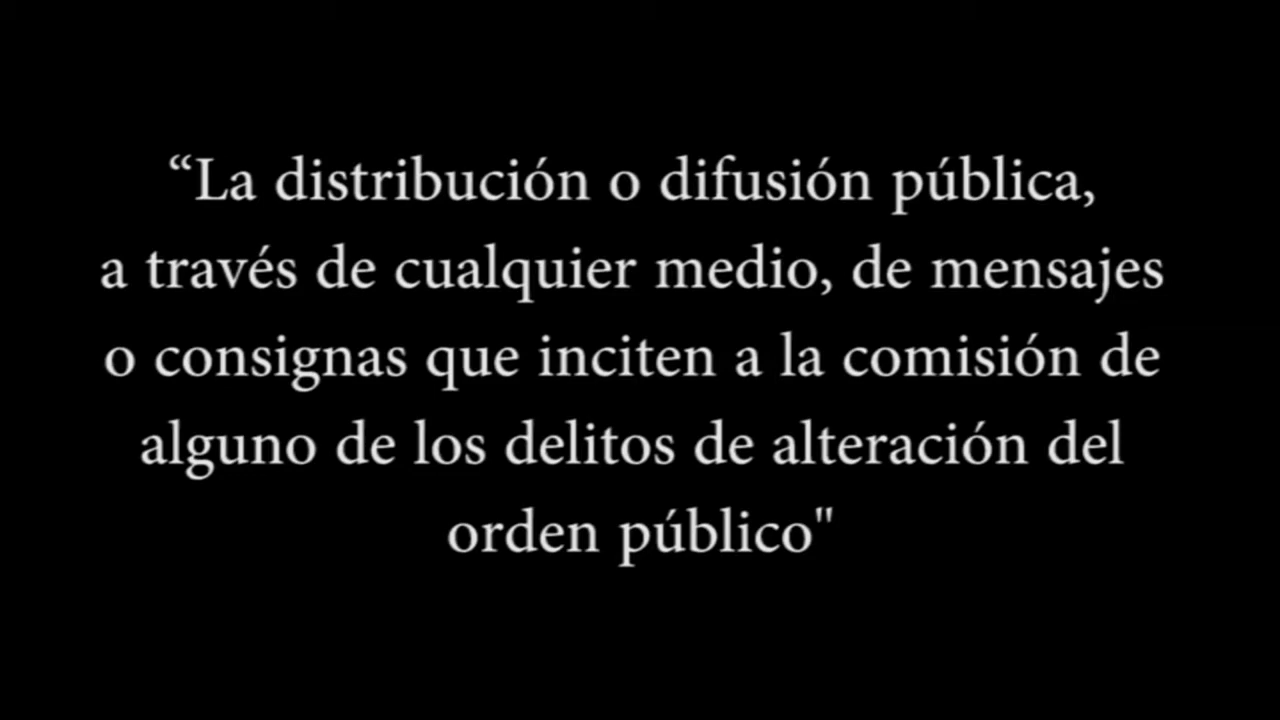 “La distribución o difusión pública,
a través de cualquier medio, de mensajes
o consignas que inciten a la comisión de
alguno de los delitos de alteración del
orden público"